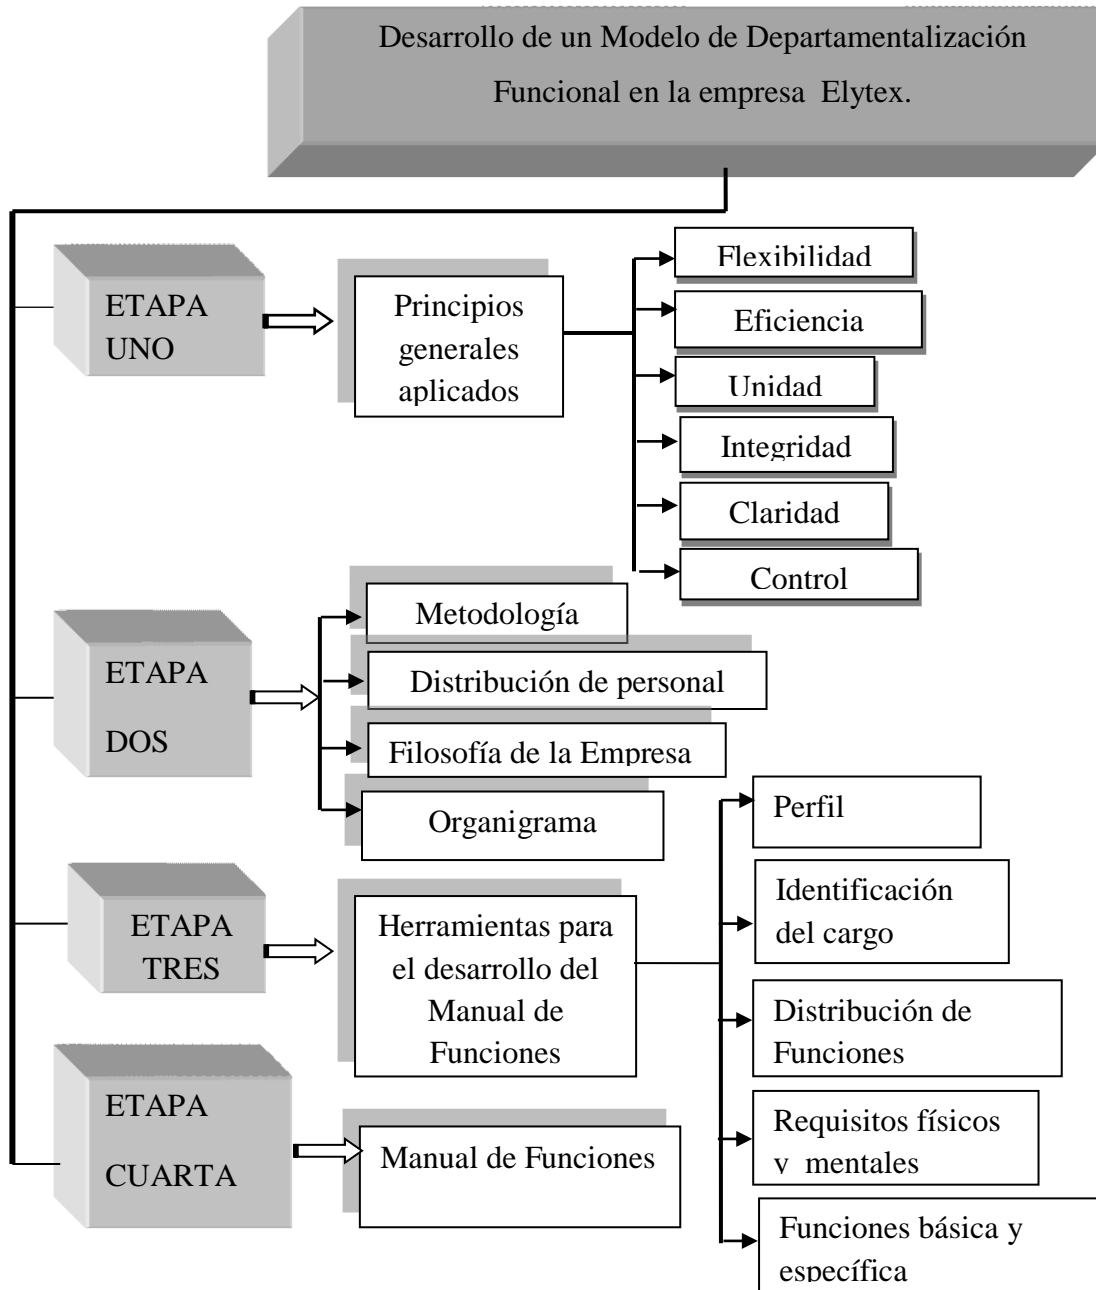 Desarrollo de un Modelo de Departamentalización
Funcional en la empresa Elytex.
ETAPA
UNO
Principios
generales
aplicados
Flexibilidad
Eficiencia
Unidad
Integridad
Claridad
Control
ETAPA
DOS
Metodología
Distribución de personal
Filosofía de la Empresa
Organigrama
ETAPA
TRES
Herramientas para
el desarrollo del
Manual de
Funciones
Perfil
Identificación
del cargo
Distribución de
Funciones
Requisitos físicos
y mentales
Funciones básica y
específica
ETAPA
CUARTA
Manual de Funciones